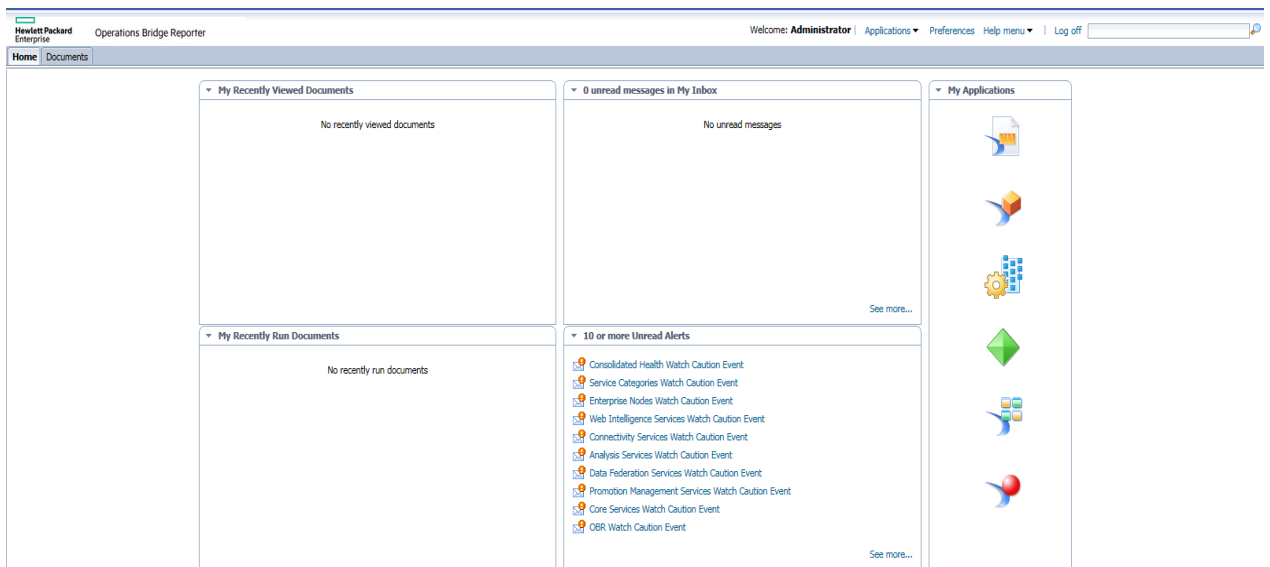 Hewlett Packard
Enterprise
Operations Bridge Reporter
Welcome: Administrator | Applications Preferences Help menu | Log off
Home Documents
My Recently Viewed Documents
No recently viewed documents
0 unread messages in My Inbox
No unread messages
See more...
My Applications
My Recently Run Documents
No recently run documents
10 or more Unread Alerts
Consolidated Health Watch Caution Event
Service Categories Watch Caution Event
Enterprise Nodes Watch Caution Event
Web Intelligence Services Watch Caution Event
Connectivity Services Watch Caution Event
Analysis Services Watch Caution Event
Data Federation Services Watch Caution Event
Promotion Management Services Watch Caution Event
Core Services Watch Caution Event
OBR Watch Caution Event
See more...